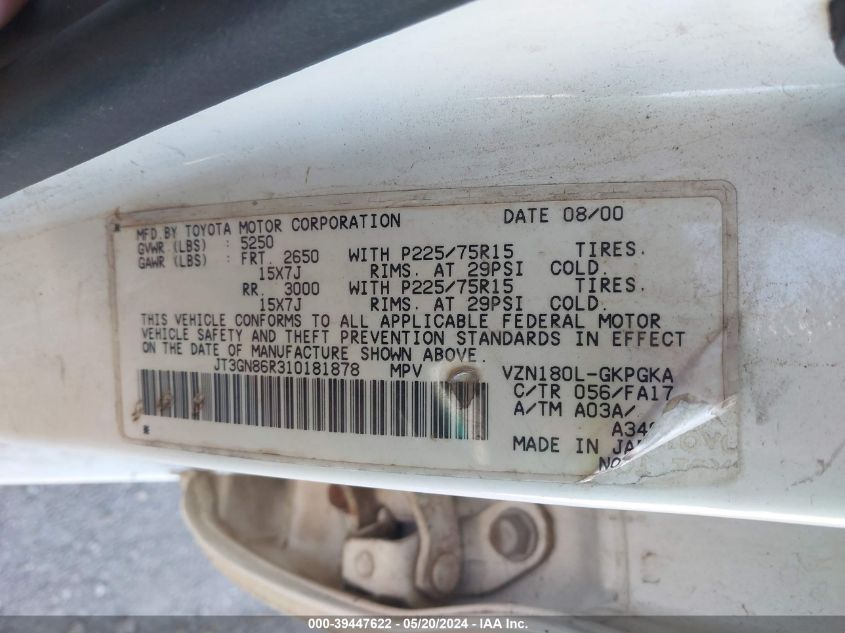 MFD. BY TOYOTA MOTOR CORPORATION DATE 08/00
GVWR (LBS) : 5250
GAWR (LBS) : FRT. 2650 WITH P225/75R15 TIRES.
15X7J RIMS. AT 29PSI COLD.
RR. 3000 WITH P225/75R15 TIRES.
15X7J RIMS. AT 29PSI COLD.
THIS VEHICLE CONFORMS TO ALL APPLICABLE FEDERAL MOTOR
VEHICLE SAFETY AND THEFT PREVENTION STANDARDS IN EFFECT
ON THE DATE OF MANUFACTURE SHOWN ABOVE.
JT3GN86R310181878 MPV VZN180L-GKPGKA
C/TR 056/FA17
A/TM A03A/
MADE IN
000 - 39447622 - 05/20/2024 - IAA, Inc.